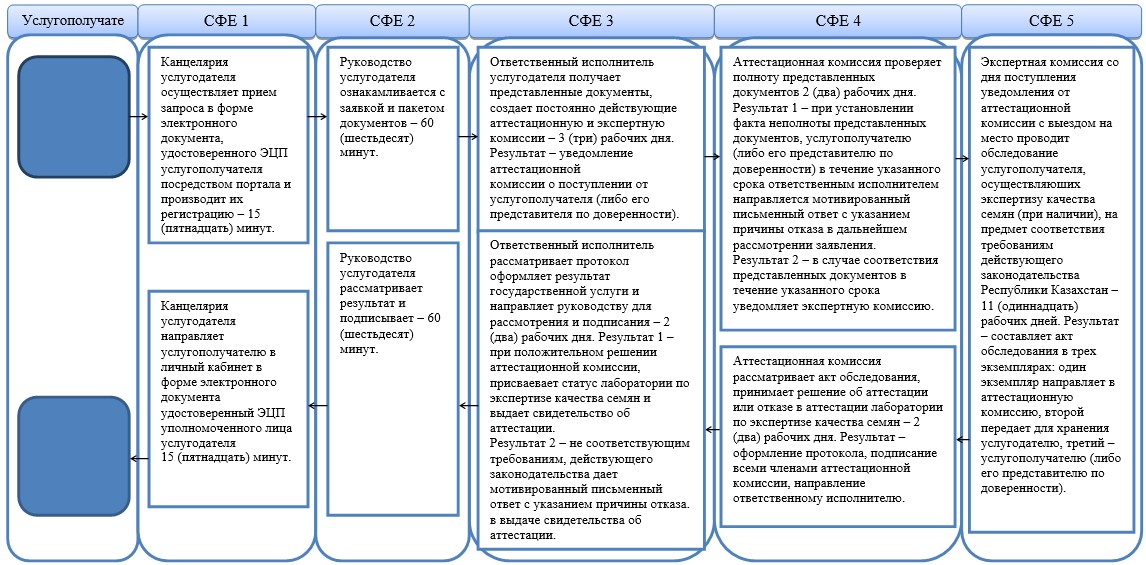 Услугополучате
СФЕ 1
СФЕ 2
СФЕ 3
СФЕ 4
СФЕ 5
Канцелярия
услугодателя
осуществляет прием
запроса в форме
электронного
документа,
удостоверенного ЭЦП
услугополучателя
посредством портала и
производит их
регистрацию – 15
(пятнадцать) минут.
Руководство
услугодателя
ознакамливается с
заявкой и пакетом
документов – 60
(шестьдесят)
минут.
Ответственный исполнитель
услугодателя получает
представленные документы,
создает постоянно действующие
аттестационную и экспертную
комиссии – 3 (три) рабочих дня.
Результат – уведомление
аттестационной
комиссии о поступлении от
услугополучателя (либо его
представителя по доверенности).
Аттестационная комиссия проверяет
полноту представленных
документов 2 (два) рабочих дня.
Результат 1 – при установлении
факта неполноты представленных
документов, услугополучателю
(либо его представителю по
доверенности) в течение указанного
срока ответственным исполнителем
направляется мотивированный
письменный ответ с указанием
причины отказа в дальнейшем
рассмотрении заявления.
Результат 2 – в случае соответствия
представленных документов в
течение указанного срока
уведомляет экспертную комиссию.
Экспертная комиссия со
дня поступления
уведомления от
аттестационной
комиссии с выездом на
место проводит
обследование
услугополучателя,
осуществляющих
экспертизу качества
семян (при наличии), на
предмет соответствия
требованиям
действующего
законодательства
Республики Казахстан –
11 (одиннадцать)
рабочих дней. Результат
– составляет акт
обследования в трех
экземплярах: один
экземпляр направляет в
аттестационную
комиссию, второй
передает для хранения
услугодателю, третий –
услугополучателю (либо
его представителю по
доверенности).
Аттестационная комиссия
рассматривает акт обследования,
принимает решение об аттестации
или отказе в аттестации лаборатории
по экспертизе качества семян – 2
(два) рабочих дня. Результат –
оформление протокола, подписание
всеми членами аттестационной
комиссии, направление
ответственному исполнителю.
Ответственный исполнитель
рассматривает протокол
оформляет результат
государственной услуги и
направляет руководству для
рассмотрения и подписания – 2
(два) рабочих дня. Результат 1 –
при положительном решении
аттестационной комиссии,
присваевает статус лаборатории по
экспертизе качества семян и
выдает свидетельство об
аттестации.
Результат 2 – не соответствующим
требованиям, действующего
законодательства дает
мотивированный письменный
ответ с указанием причины отказа.
в выдаче свидетельства об
аттестации.
Руководство
услугодателя
рассматривает
результат и
подписывает – 60
(шестьдесят)
минут.
Канцелярия
услугодателя
направляет
услугополучателю в
личный кабинет в
форме электронного
документа
удостоверенный ЭЦП
уполномоченного лица
услугодателя
15 (пятнадцать) минут.